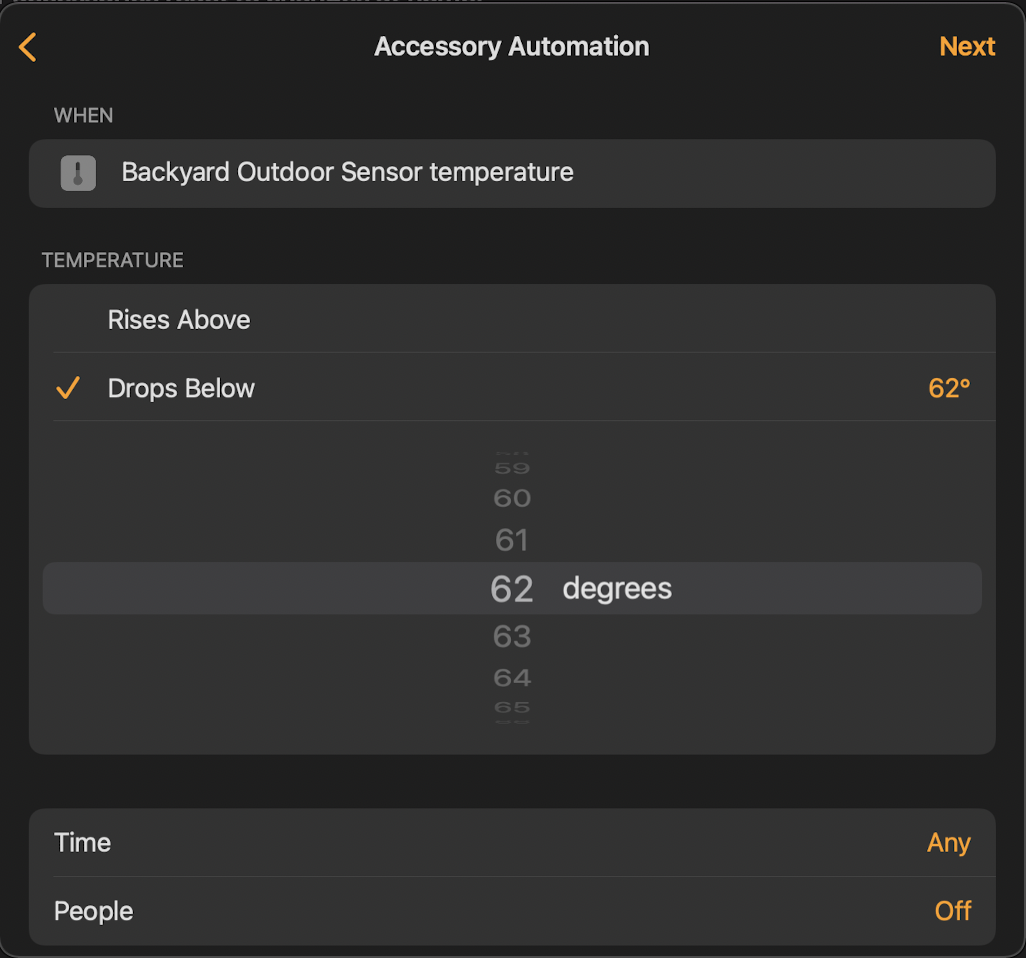 Accessory Automation
Next
WHEN
Backyard Outdoor Sensor temperature
TEMPERATURE
Rises Above
Drops Below 62°
59
60
61
62 degrees
63
64
65
Time Any
People Off